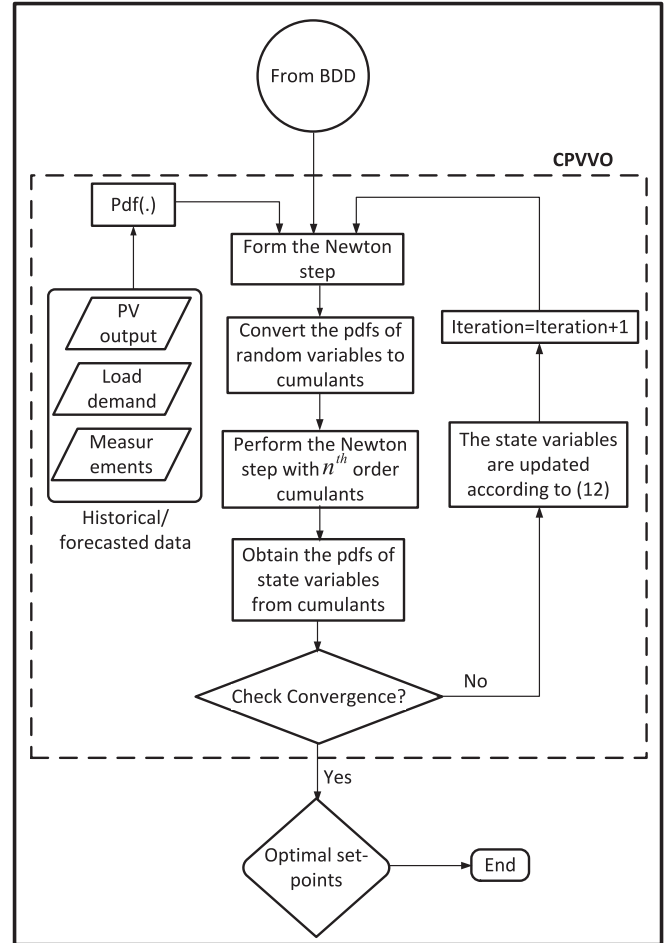 From BDD
CPVVO
Pdf(.)
Form the Newton
step
PV
output
Load
demand
Measur
ements
Historical/
forecasted data
Convert the pdfs of
random variables to
cumulants
Iteration=Iteration+1
Perform the Newton
step with nth order
cumulants
The state variables
are updated
according to (12)
Obtain the pdfs of
state variables
from cumulants
Check Convergence?
No
Yes
Optimal set-
points
End